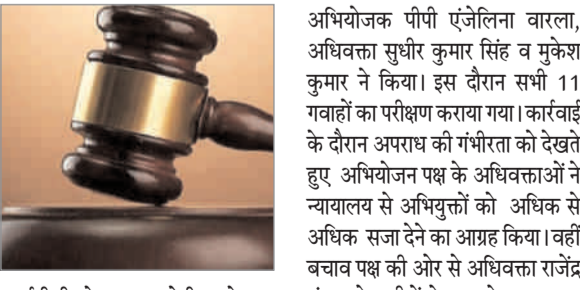 अभियोजक पीपी एंजेलिना वारला,
अधिवक्ता सुधीर कुमार सिंह व मुकेश
कुमार ने किया। इस दौरान सभी 11
गवाहों का परीक्षण कराया गया। कार्रवाई
के दौरान अपराध की गंभीरता को देखते
हुए अभियोजन पक्ष के अधिवक्ताओं ने
न्यायालय से अभियुक्तों को अधिक से
अधिक सजा देने का आग्रह किया। वहीं
बचाव पक्ष की ओर से अधिवक्ता राजेंद्र